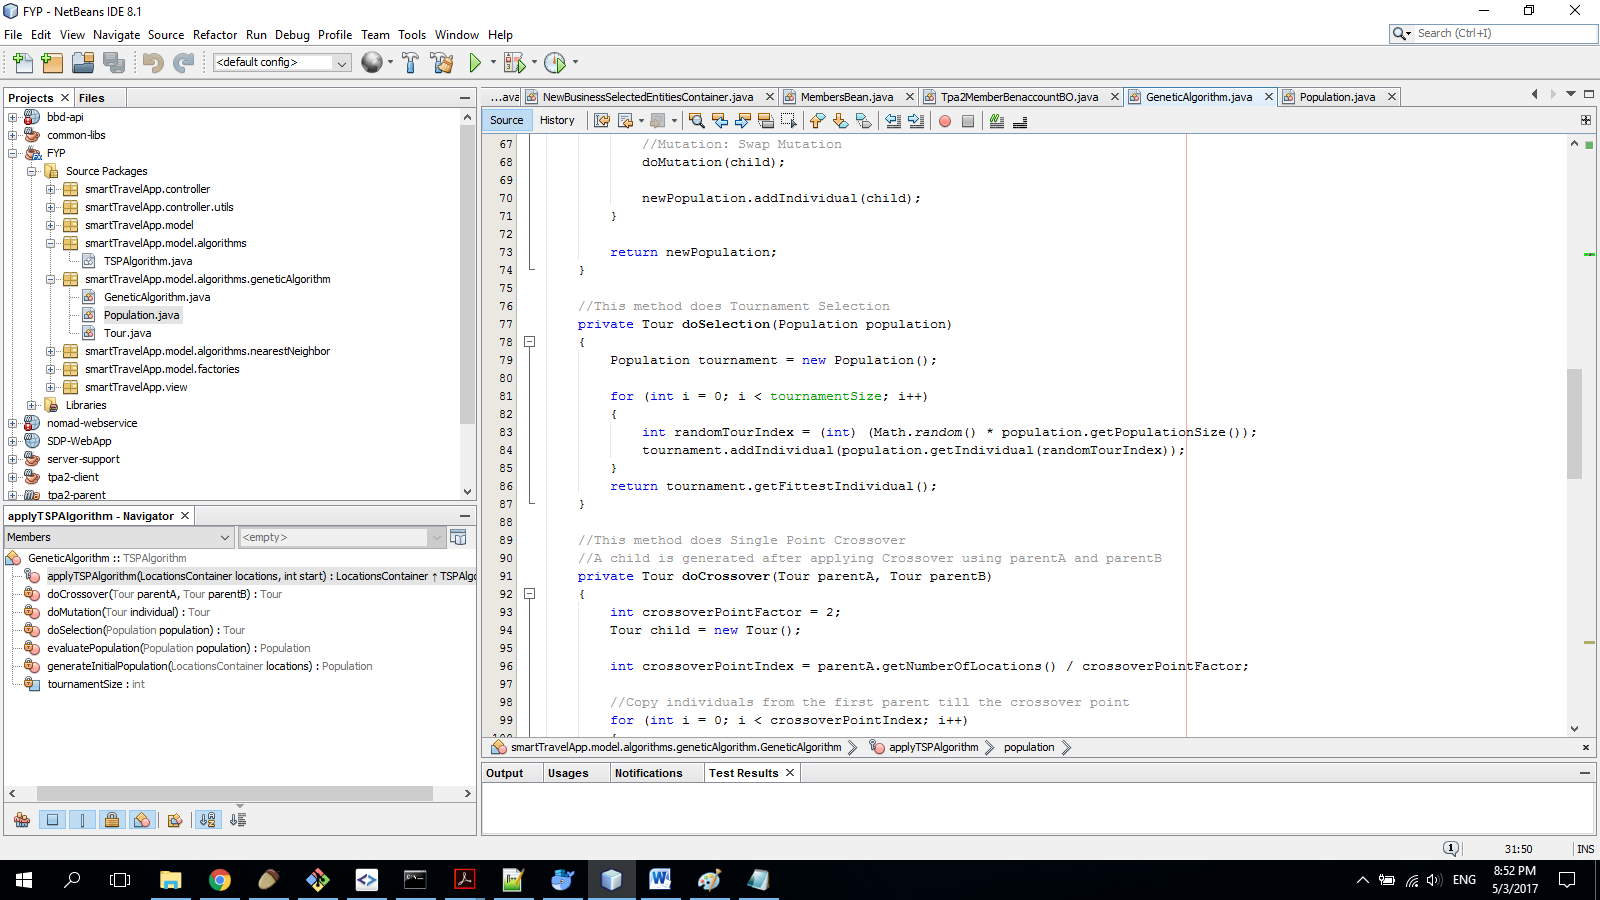 FYP - NetBeans IDE 8.1
File Edit View Navigate Source Refactor Run Debug Profile Team Tools Window Help
Search (Ctrl+I)
<default config>
Projects
Files
bbd-api
common-libs
FYP
Source Packages
smartTravelApp.controller
smartTravelApp.controller.utils
smartTravelApp.model
smartTravelApp.model.algorithms
TSPAlgorithm.java
smartTravelApp.model.algorithms.geneticAlgorithm
GeneticAlgorithm.java
Population.java
Tour.java
smartTravelApp.model.algorithms.nearestNeighbor
smartTravelApp.model.factories
smartTravelApp.view
Libraries
nomad-webservice
SDP-WebApp
server-support
tpa2-client
tpa2-parent
applyTSPAlgorithm - Navigator
Members
<empty>
GeneticAlgorithm :: TSPAlgorithm
applyTSPAlgorithm(LocationsContainer locations, int start) : LocationsContainer ↑ TSPAlgo
doCrossover(Tour parentA, Tour parentB) : Tour
doMutation(Tour individual) : Tour
doSelection(Population population) : Tour
evaluatePopulation(Population population) : Population
generateInitialPopulation(LocationsContainer locations) : Population
tournamentSize : int
...ava NewBusinessSelectedEntitiesContainer.java MembersBean.java Tpa2MemberBenaccountBO.java GeneticAlgorithm.java Population.java
Source History
67 //Mutation: Swap Mutation
68 doMutation(child);
69
70 newPopulation.addIndividual(child);
71 }
72
73 return newPopulation;
74 }
75
76 //This method does Tournament Selection
77 private Tour doSelection(Population population)
78 {
79 Population tournament = new Population();
80
81 for (int i = 0; i < tournamentSize; i++)
82 {
83 int randomTourIndex = (int) (Math.random() * population.getPopulationSize());
84 tournament.addIndividual(population.getIndividual(randomTourIndex));
85 }
86 return tournament.getFittestIndividual();
87 }
88
89 //This method does Single Point Crossover
90 //A child is generated after applying Crossover using parentA and parentB
91 private Tour doCrossover(Tour parentA, Tour parentB)
92 {
93 int crossoverPointFactor = 2;
94 Tour child = new Tour();
95
96 int crossoverPointIndex = parentA.getNumberOfLocations() / crossoverPointFactor;
97
98 //Copy individuals from the first parent till the crossover point
99 for (int i = 0; i < crossoverPointIndex; i++)
100 {
smartTravelApp.model.algorithms.geneticAlgorithm.GeneticAlgorithm applyTSPAlgorithm population
Output Usages Notifications Test Results
1 31:50 INS
ENG
8:52 PM
5/3/2017